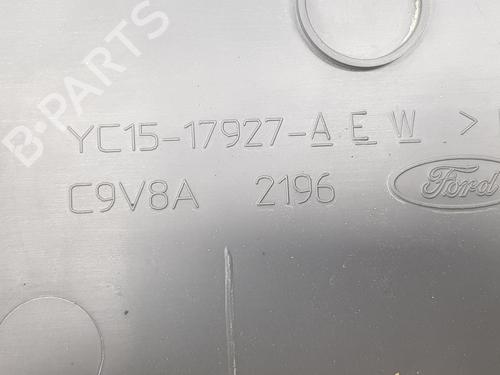 B-PARTS
YC15-17927-A E W >
C9V8A 2196 Ford